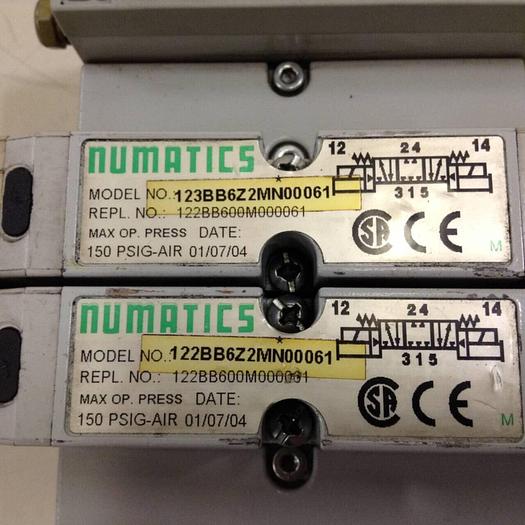 NUMATICS
12 24 14
MODEL NO.: 123BB6Z2MN00061*
315
REPL. NO.: 122BB600M000061
MAX OP. PRESS DATE:
150 PSIG-AIR 01/07/04
SA CE
M
NUMATICS
12 24 14
MODEL NO.: 122BB6Z2MN00061*
315
REPL. NO.: 122BB600M000061
MAX OP. PRESS DATE:
150 PSIG-AIR 01/07/04
SA CE
M